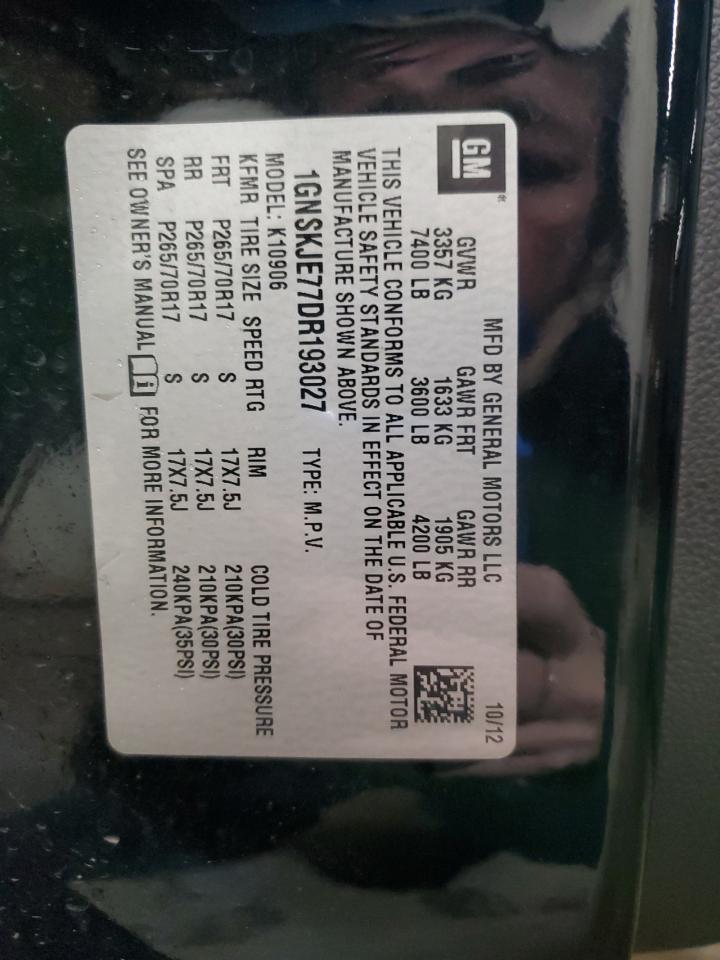 GM
MFD BY GENERAL MOTORS LLC 10/12
GVWR GAWR FRT GAWR RR
3357 KG 1633 KG 1905 KG
7400 LB 3600 LB 4200 LB
THIS VEHICLE CONFORMS TO ALL APPLICABLE U.S. FEDERAL MOTOR
VEHICLE SAFETY STANDARDS IN EFFECT ON THE DATE OF
MANUFACTURE SHOWN ABOVE.
1GNSKJE77DR193027 TYPE: M.P.V.
MODEL: K10906
KFMR TIRE SIZE SPEED RTG RIM COLD TIRE PRESSURE
FRT P265/70R17 S 17X7.5J 210KPA(30PSI)
RR P265/70R17 S 17X7.5J 210KPA(30PSI)
SPA P265/70R17 S 17X7.5J 240KPA(35PSI)
SEE OWNER'S MANUAL FOR MORE INFORMATION.